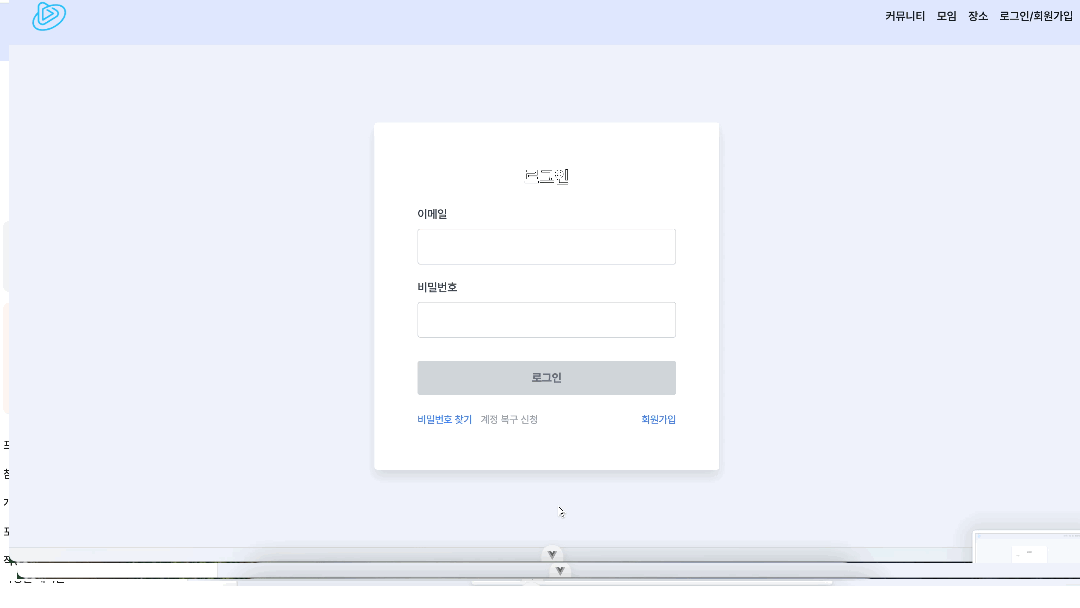 커뮤니티 모임 장소 로그인/회원가입
로그인
이메일
비밀번호
로그인
비밀번호 찾기 계정 복구 신청 회원가입